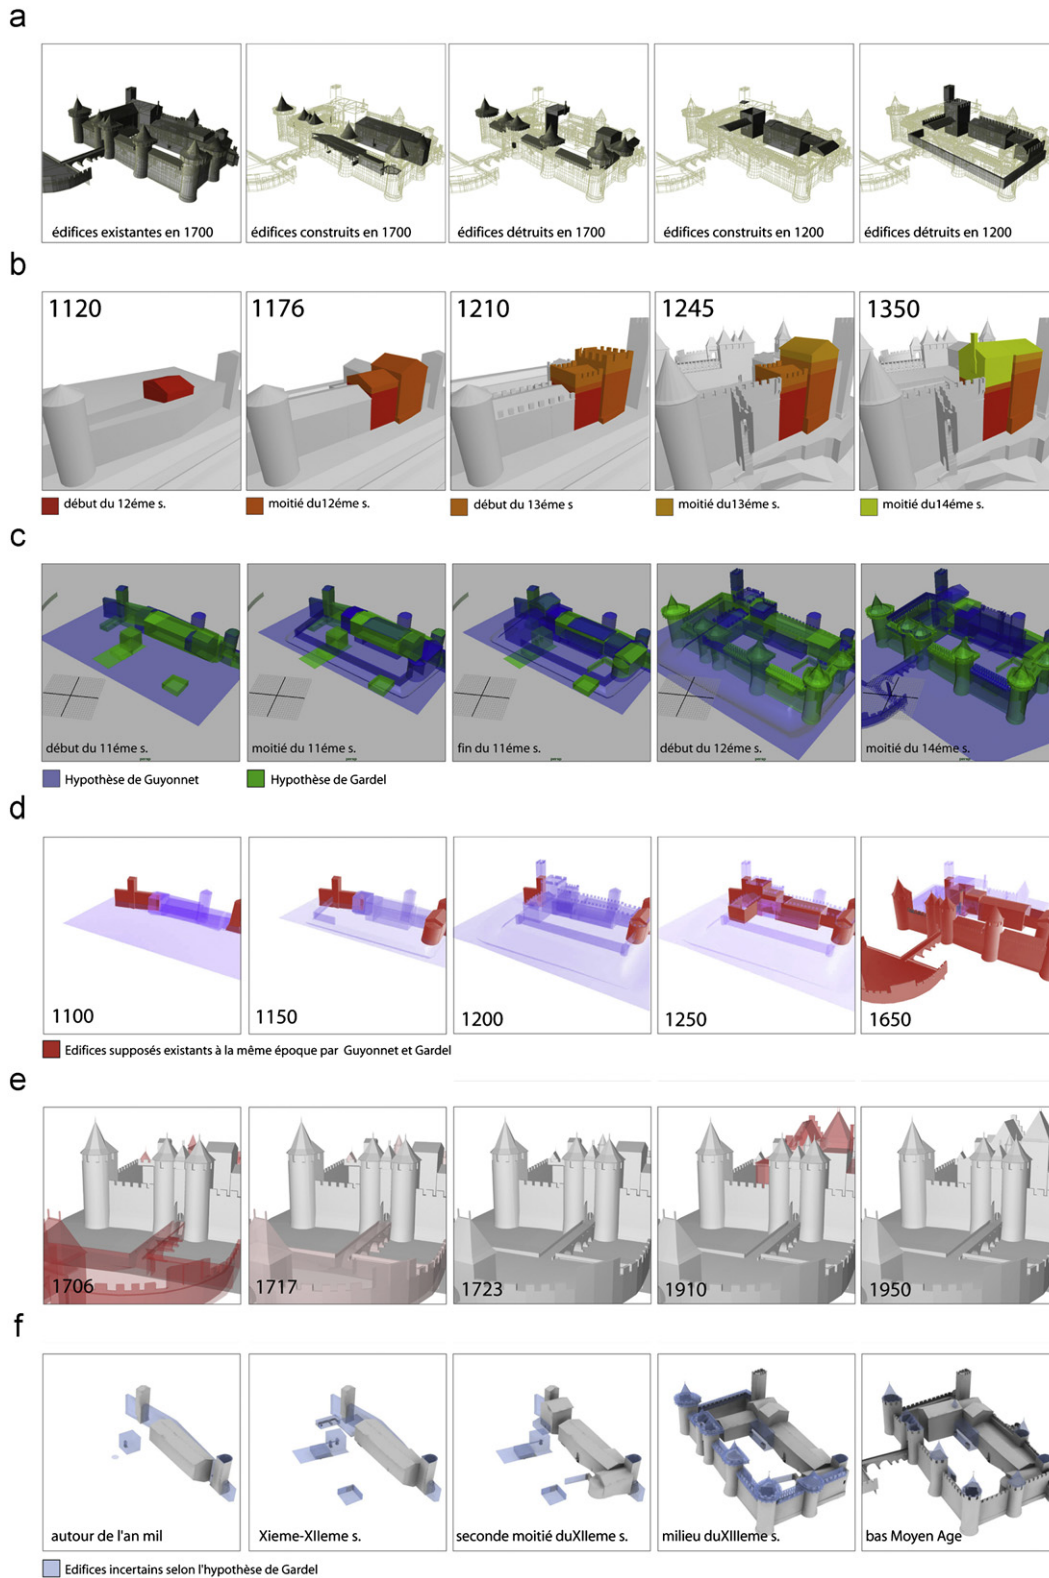 a
édifices existantes en 1700
édifices construits en 1700
édifices détruits en 1700
édifices construits en 1200
édifices détruits en 1200
b
1120
1176
1210
1245
1350
début du 12éme s.
moitié du12éme s.
début du 13éme s
moitié du13éme s.
moitié du14éme s.
c
début du 11éme s.
moitié du 11éme s.
fin du 11éme s.
début du 12éme s.
moitié du 14éme s.
persp
persp
persp
persp
persp
Hypothèse de Guyonnet
Hypothèse de Gardel
d
1100
1150
1200
1250
1650
Edifices supposés existants à la même époque par Guyonnet et Gardel
e
1706
1717
1723
1910
1950
f
autour de l'an mil
Xieme-XIIeme s.
seconde moitié duXIIeme s.
milieu duXIIIeme s.
bas Moyen Age
Edifices incertains selon l'hypothèse de Gardel